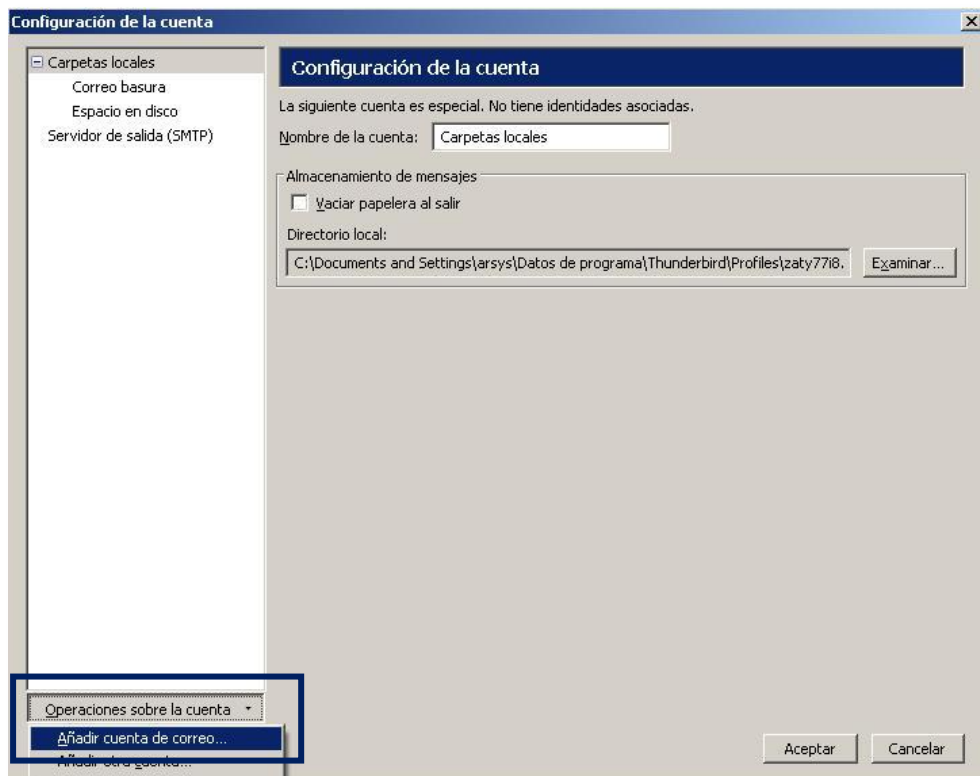 Configuración de la cuenta
Carpetas locales
Correo basura
Espacio en disco
Servidor de salida (SMTP)
Configuración de la cuenta
La siguiente cuenta es especial. No tiene identidades asociadas.
Nombre de la cuenta: Carpetas locales
Almacenamiento de mensajes
Vaciar papelera al salir
Directorio local:
C:\Documents and Settings\arsys\Datos de programa\Thunderbird\Profiles\zaty77i8. Examinar...
Operaciones sobre la cuenta
Añadir cuenta de correo...
Añadir otra cuenta...
Aceptar Cancelar